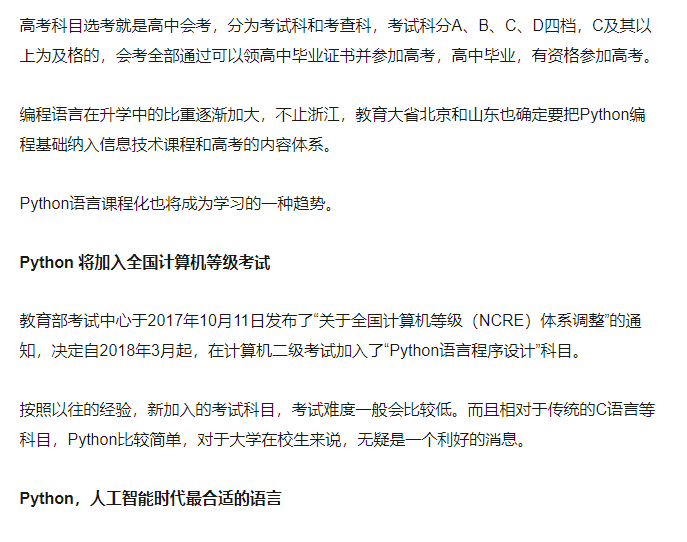 高考科目选考就是高中会考，分为考试科和考查科，考试科分A、B、C、D四档，C及其以
上为及格的，会考全部通过可以领高中毕业证书并参加高考，高中毕业，有资格参加高考。
编程语言在升学中的比重逐渐加大，不止浙江，教育大省北京和山东也确定要把Python编
程基础纳入信息技术课程和高考的内容体系。
Python语言课程化也将成为学习的一种趋势。
Python 将加入全国计算机等级考试
教育部考试中心于2017年10月11日发布了“关于全国计算机等级（NCRE）体系调整”的通
知，决定自2018年3月起，在计算机二级考试加入了“Python语言程序设计”科目。
按照以往的经验，新加入的考试科目，考试难度一般会比较低。而且相对于传统的C语言等
科目，Python比较简单，对于大学在校生来说，无疑是一个利好的消息。
Python，人工智能时代最合适的语言